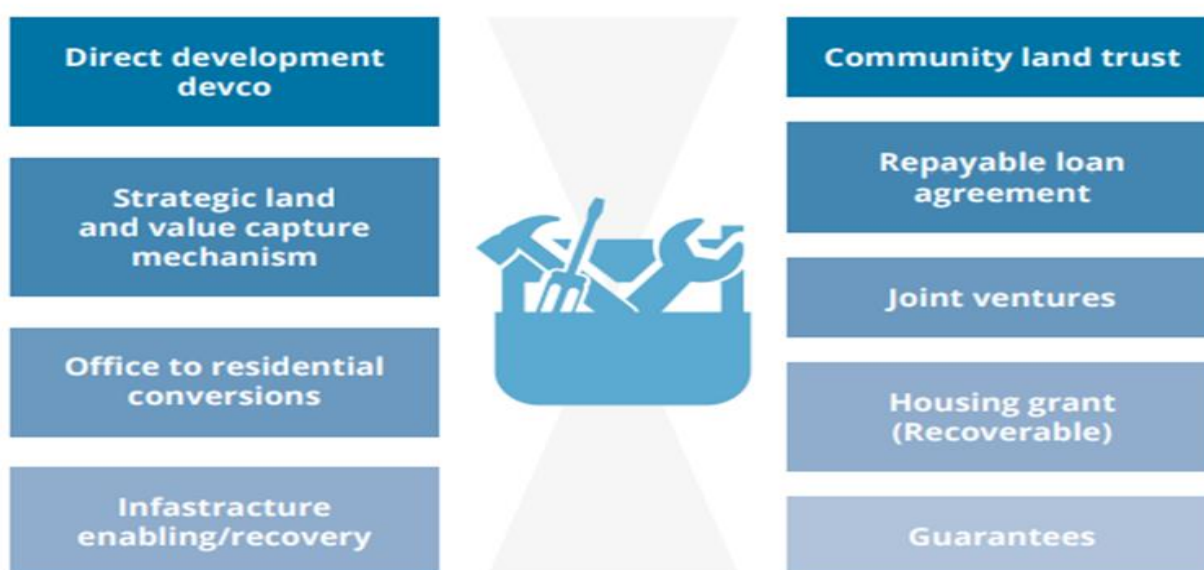 Direct development
devco
Strategic land
and value capture
mechanism
Office to residential
conversions
Infastracture
enabling/recovery
Community land trust
Repayable loan
agreement
Joint ventures
Housing grant
(Recoverable)
Guarantees